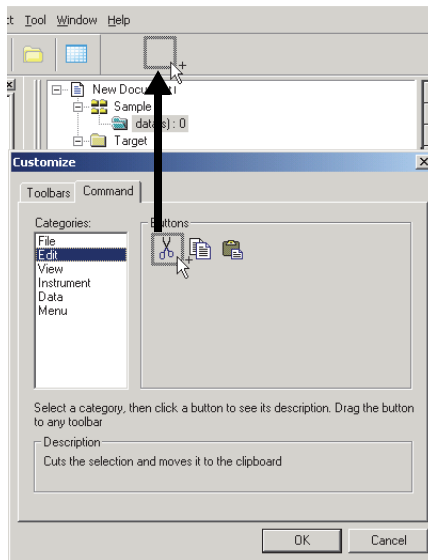 Tool Window Help
New Docu
Sample
data(s) : 0
Target
Customize
Toolbars Command
Categories:
Buttons
File
Edit
View
Instrument
Data
Menu
Select a category, then click a button to see its description. Drag the button
to any toolbar
Description
Cuts the selection and moves it to the clipboard
OK Cancel